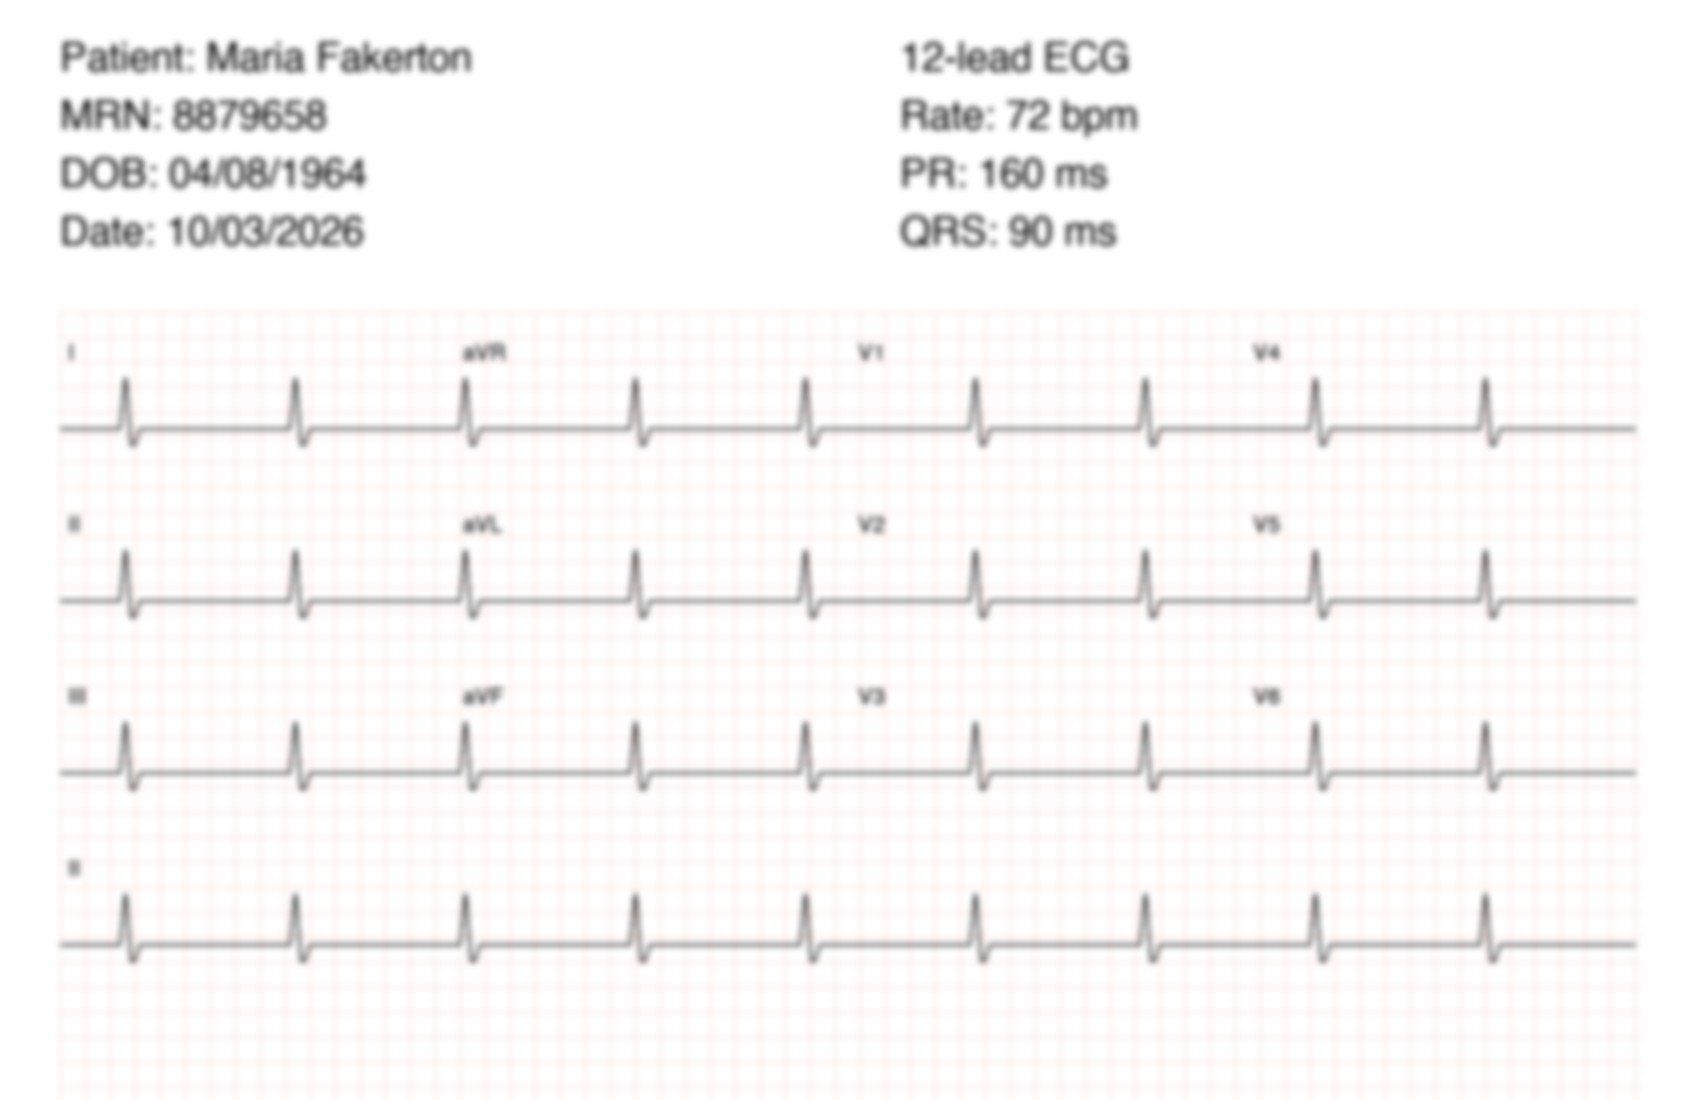 Patient: Maria Fakerton
MRN: 8879658
DOB: 04/08/1964
Date: 10/03/2026
12-lead ECG
Rate: 72 bpm
PR: 160 ms
QRS: 90 ms
I aVR V1 V4
II aVL V2 V5
III aVF V3 V6
II